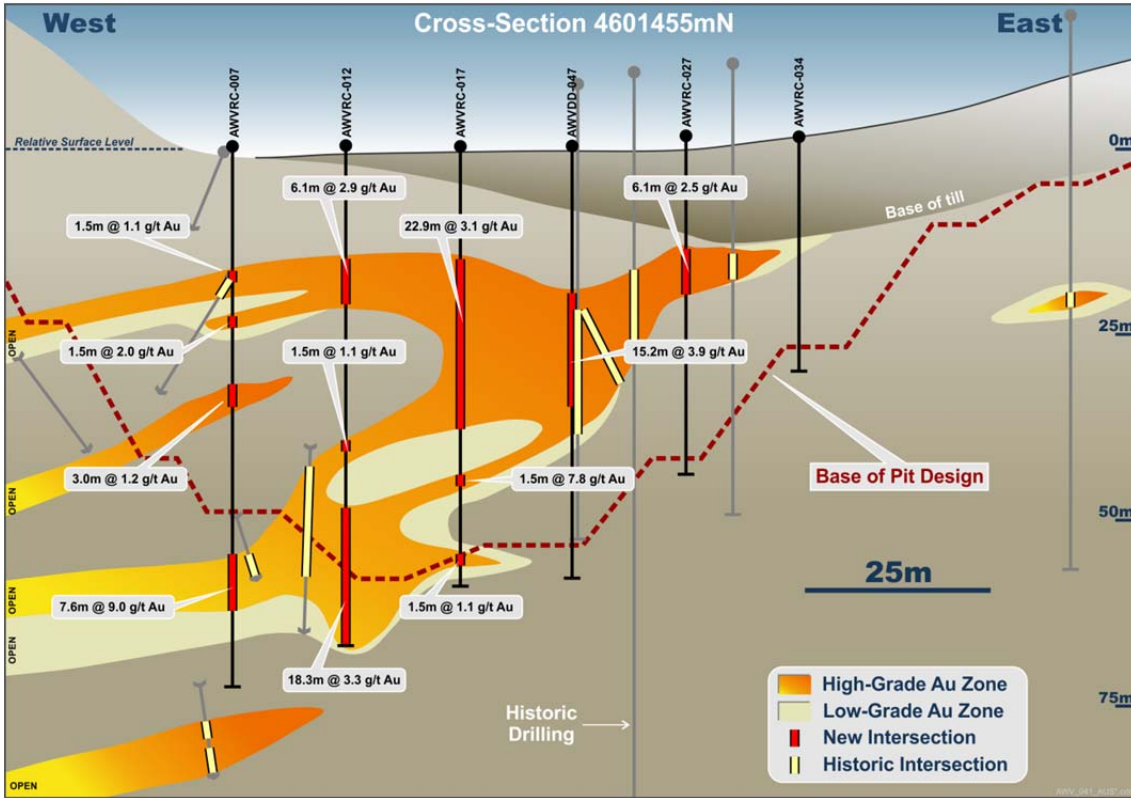 West
Cross-Section 4601455mN
East
AWVRC-007
AWVRC-012
AWVRC-017
AWVDD-047
AWVRC-027
AWVRC-034
Relative Surface Level
0m
6.1m @ 2.9 g/t Au
6.1m @ 2.5 g/t Au
1.5m @ 1.1 g/t Au
22.9m @ 3.1 g/t Au
Base of till
OPEN
25m
1.5m @ 2.0 g/t Au
1.5m @ 1.1 g/t Au
15.2m @ 3.9 g/t Au
3.0m @ 1.2 g/t Au
1.5m @ 7.8 g/t Au
Base of Pit Design
OPEN
50m
25m
OPEN
7.6m @ 9.0 g/t Au
1.5m @ 1.1 g/t Au
OPEN
18.3m @ 3.3 g/t Au
High-Grade Au Zone
Low-Grade Au Zone
New Intersection
Historic Intersection
75m
Historic
Drilling
OPEN